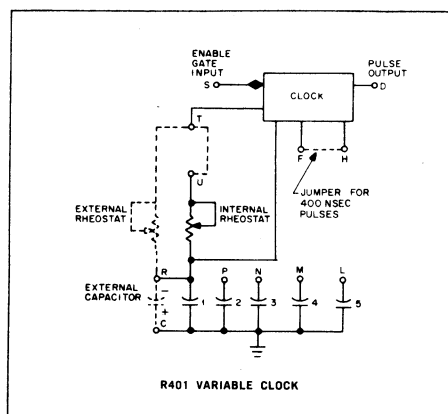 ENABLE
GATE
INPUT
S
PULSE
OUTPUT
D
CLOCK
T
F
H
U
JUMPER FOR
400 NSEC
PULSES
EXTERNAL
RHEOSTAT
INTERNAL
RHEOSTAT
R
P
N
M
L
EXTERNAL
CAPACITOR
-
+
C
1
2
3
4
5
R401 VARIABLE CLOCK